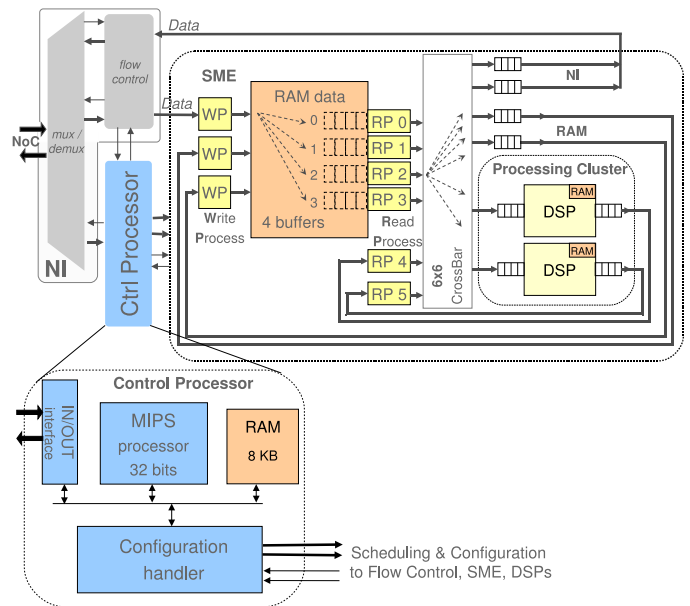 Data
flow
control
SME
NI
RAM data
Data
WP
0
RP 0
NoC
mux /
demux
1
RP 1
RAM
WP
2
RP 2
Processing Cluster
WP
3
RP 3
RAM
DSP
Write
Process
4 buffers
Read
Process
RAM
DSP
Ctrl Processor
NI
RP 4
RP 5
6x6
CrossBar
Control Processor
IN/OUT
interface
MIPS
processor
32 bits
RAM
8 KB
Configuration
handler
Scheduling & Configuration
to Flow Control, SME, DSPs